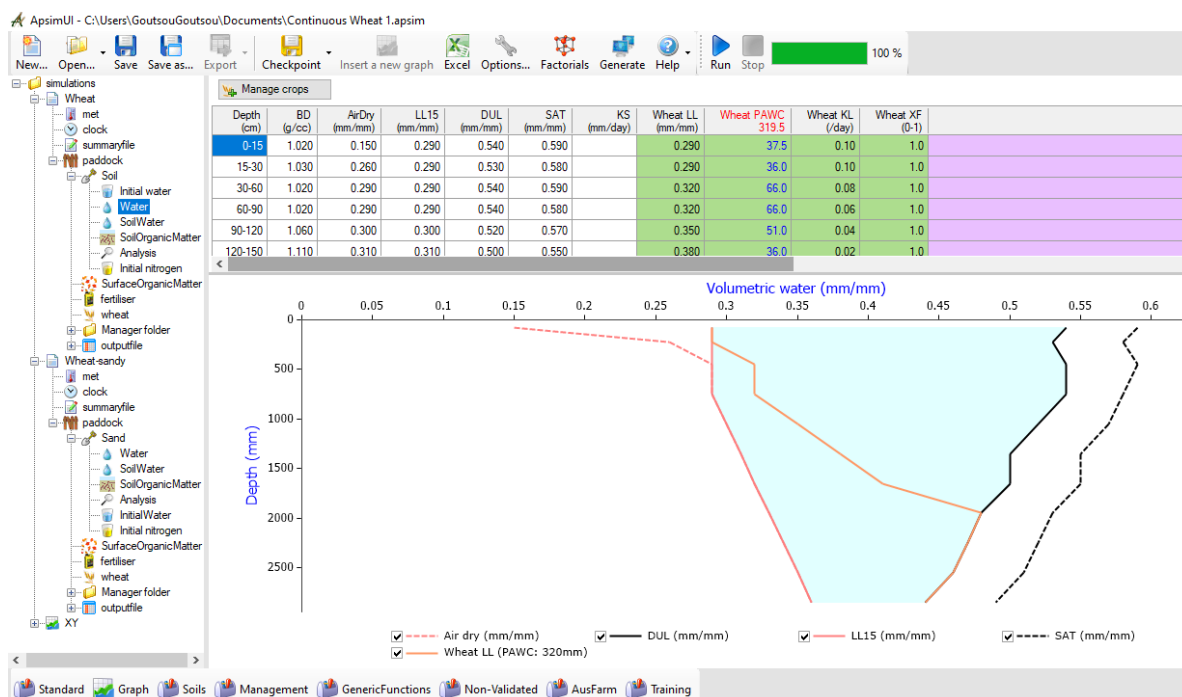 ApsimUI - C:\Users\GoutsouGoutsou\Documents\Continuous Wheat 1.apsim
New... Open... Save Save as... Export Checkpoint Insert a new graph Excel Options... Factorials Generate Help Run Stop 100 %
simulations
Wheat
met
clock
summaryfile
paddock
Soil
Initial water
Water
SoilWater
SoilOrganicMatter
Analysis
Initial nitrogen
SurfaceOrganicMatter
fertiliser
wheat
Manager folder
outputfile
Wheat-sandy
met
clock
summaryfile
paddock
Sand
Water
SoilWater
SoilOrganicMatter
Analysis
InitialWater
Initial nitrogen
SurfaceOrganicMatter
fertiliser
wheat
Manager folder
outputfile
XY
Manage crops
Depth BD AirDry LL15 DUL SAT KS Wheat LL Wheat PAWC Wheat KL Wheat XF
(cm) (g/cc) (mm/mm) (mm/mm) (mm/mm) (mm/mm) (mm/day) (mm/mm) 319.5 (/day) (0-1)
0-15 1.020 0.150 0.290 0.540 0.590 0.290 37.5 0.10 1.0
15-30 1.030 0.260 0.290 0.530 0.580 0.290 36.0 0.10 1.0
30-60 1.020 0.290 0.290 0.540 0.590 0.320 66.0 0.08 1.0
60-90 1.020 0.290 0.290 0.540 0.580 0.320 66.0 0.06 1.0
90-120 1.060 0.300 0.300 0.520 0.570 0.350 51.0 0.04 1.0
120-150 1.110 0.310 0.310 0.500 0.550 0.380 36.0 0.02 1.0
Volumetric water (mm/mm)
0 0.05 0.1 0.15 0.2 0.25 0.3 0.35 0.4 0.45 0.5 0.55 0.6
0
500
1000
1500
2000
2500
Depth (mm)
Air dry (mm/mm) DUL (mm/mm) LL15 (mm/mm) SAT (mm/mm)
Wheat LL (PAWC: 320mm)
Standard Graph Soils Management GenericFunctions Non-Validated AusFarm Training